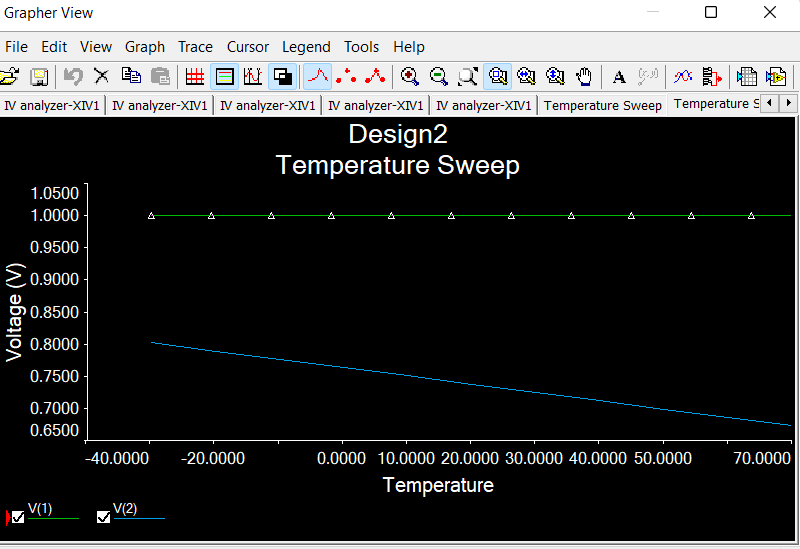 Grapher View
File Edit View Graph Trace Cursor Legend Tools Help
A
IV analyzer-XIV1 IV analyzer-XIV1 IV analyzer-XIV1 IV analyzer-XIV1 IV analyzer-XIV1 Temperature Sweep Temperature S
Design2
Temperature Sweep
1.0500
1.0000
0.9500
0.9000
0.8500
0.8000
0.7500
0.7000
0.6500
Voltage (V)
-40.0000 -20.0000 0.0000 10.0000 20.0000 30.0000 40.0000 50.0000 70.0000
Temperature
V(1) V(2)